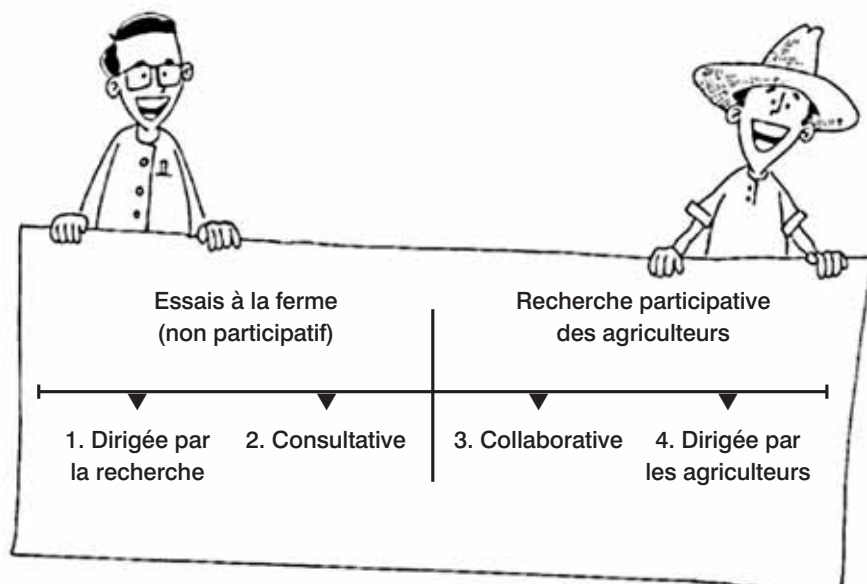 Essais à la ferme
(non participatif)
Recherche participative
des agriculteurs
1. Dirigée par
la recherche
2. Consultative
3. Collaborative
4. Dirigée par
les agriculteurs